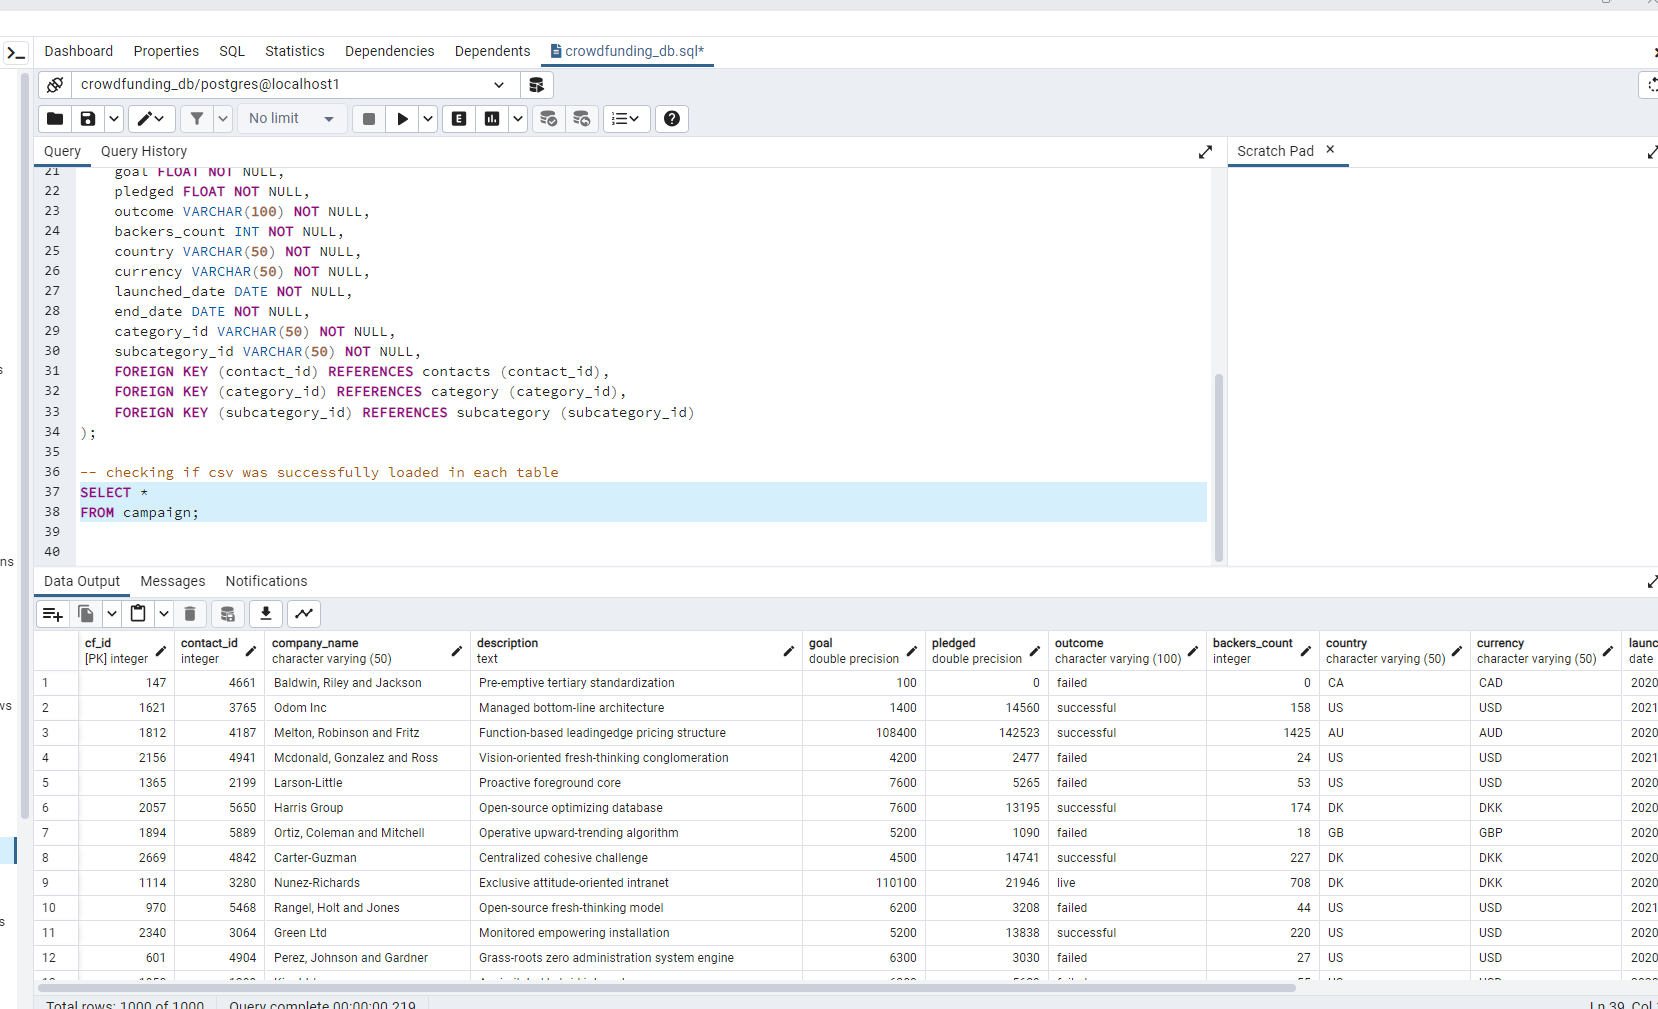 Dashboard Properties SQL Statistics Dependencies Dependents crowdfunding_db.sql*
crowdfunding_db/postgres@localhost1
No limit
E
Query Query History
Scratch Pad
21 goal FLOAT NOT NULL,
22 pledged FLOAT NOT NULL,
23 outcome VARCHAR(100) NOT NULL,
24 backers_count INT NOT NULL,
25 country VARCHAR(50) NOT NULL,
26 currency VARCHAR(50) NOT NULL,
27 launched_date DATE NOT NULL,
28 end_date DATE NOT NULL,
29 category_id VARCHAR(50) NOT NULL,
30 subcategory_id VARCHAR(50) NOT NULL,
31 FOREIGN KEY (contact_id) REFERENCES contacts (contact_id),
32 FOREIGN KEY (category_id) REFERENCES category (category_id),
33 FOREIGN KEY (subcategory_id) REFERENCES subcategory (subcategory_id)
34 );
35
36 -- checking if csv was successfully loaded in each table
37 SELECT *
38 FROM campaign;
39
40
Data Output Messages Notifications
cf_id contact_id company_name description goal pledged outcome backers_count country currency launc
[PK] integer integer character varying (50) text double precision double precision character varying (100) integer character varying (50) character varying (50) date
1 147 4661 Baldwin, Riley and Jackson Pre-emptive tertiary standardization 100 0 failed 0 CA CAD 2020
2 1621 3765 Odom Inc Managed bottom-line architecture 1400 14560 successful 158 US USD 2021
3 1812 4187 Melton, Robinson and Fritz Function-based leadingedge pricing structure 108400 142523 successful 1425 AU AUD 2020
4 2156 4941 Mcdonald, Gonzalez and Ross Vision-oriented fresh-thinking conglomeration 4200 2477 failed 24 US USD 2021
5 1365 2199 Larson-Little Proactive foreground core 7600 5265 failed 53 US USD 2020
6 2057 5650 Harris Group Open-source optimizing database 7600 13195 successful 174 DK DKK 2020
7 1894 5889 Ortiz, Coleman and Mitchell Operative upward-trending algorithm 5200 1090 failed 18 GB GBP 2020
8 2669 4842 Carter-Guzman Centralized cohesive challenge 4500 14741 successful 227 DK DKK 2020
9 1114 3280 Nunez-Richards Exclusive attitude-oriented intranet 110100 21946 live 708 DK DKK 2020
10 970 5468 Rangel, Holt and Jones Open-source fresh-thinking model 6200 3208 failed 44 US USD 2021
11 2340 3064 Green Ltd Monitored empowering installation 5200 13838 successful 220 US USD 2020
12 601 4904 Perez, Johnson and Gardner Grass-roots zero administration system engine 6300 3030 failed 27 US USD 2020
Total rows: 1000 of 1000 Query complete 00:00:00.219 Ln 39, Col